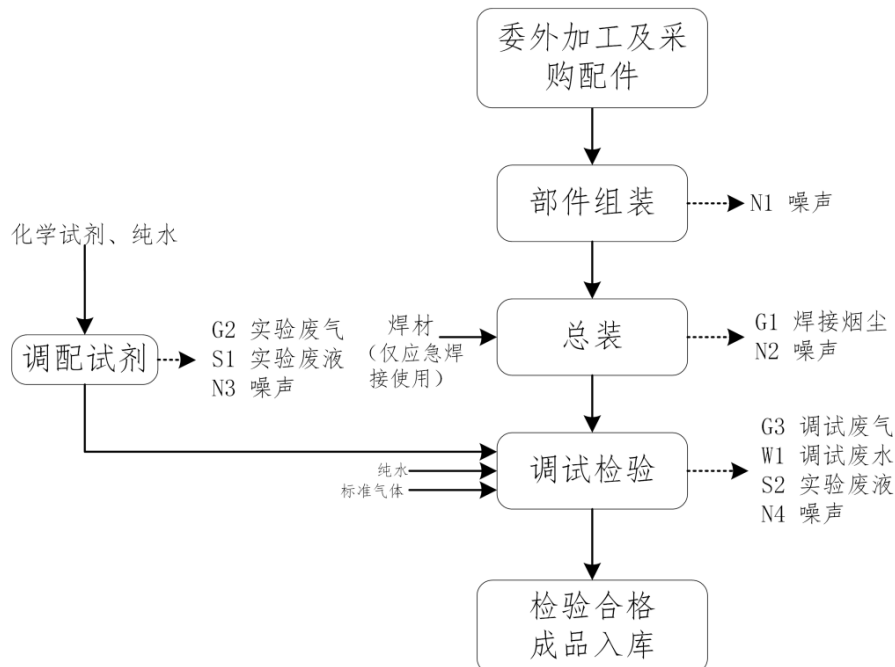 委外加工及采
购配件
部件组装
N1 噪声
化学试剂、纯水
调配试剂
G2 实验废气
S1 实验废液
N3 噪声
焊材
（仅应急焊
接使用）
总装
G1 焊接烟尘
N2 噪声
纯水
标准气体
调试检验
G3 调试废气
W1 调试废水
S2 实验废液
N4 噪声
检验合格
成品入库